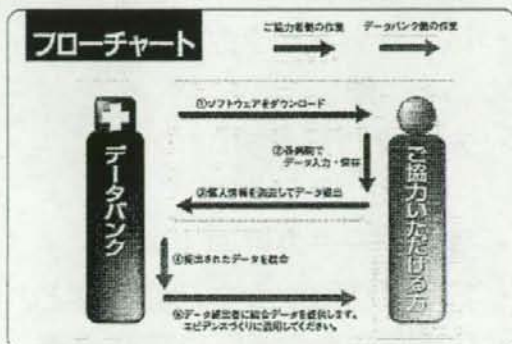 フローチャート
ご協力者側の作業
データバンク側の作業
①ソフトウェアをダウンロード
②各病院で
データ入力・保存
③個人情報を消去してデータ提出
④提出されたデータを統合
⑤データ提出者に統合データを提供します。
エビデンスづくりに活用してください。
データバンク
ご協力いただける方